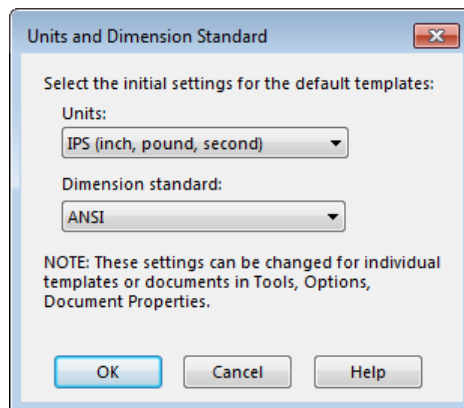 Units and Dimension Standard
Select the initial settings for the default templates:
Units:
IPS (inch, pound, second)
Dimension standard:
ANSI
NOTE: These settings can be changed for individual
templates or documents in Tools, Options,
Document Properties.
OK Cancel Help